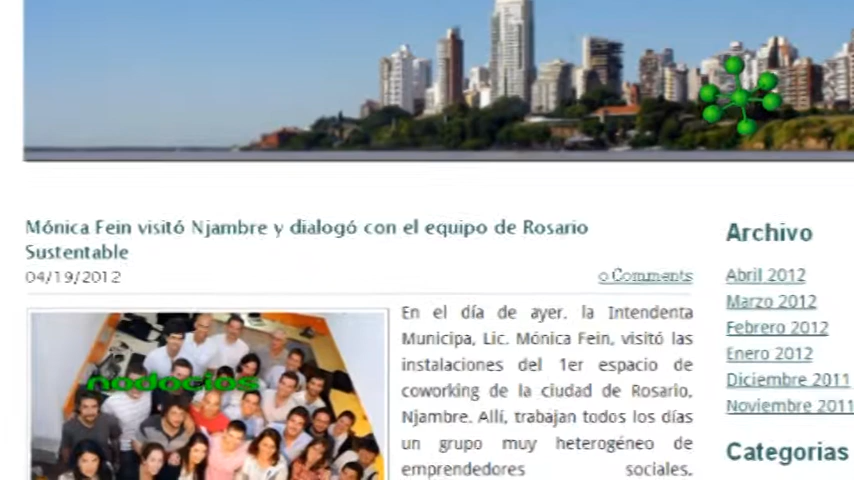 Mónica Fein visitó Njambre y dialogó con el equipo de Rosario
Sustentable
04/19/2012
0 Comments
nodocios
En el día de ayer, la Intendenta
Municipa, Lic. Mónica Fein, visitó las
instalaciones del 1er espacio de
coworking de la ciudad de Rosario,
Njambre. Allí, trabajan todos los días
un grupo muy heterogéneo de
emprendedores sociales.
Archivo
Abril 2012
Marzo 2012
Febrero 2012
Enero 2012
Diciembre 2011
Noviembre 2011
Categorias